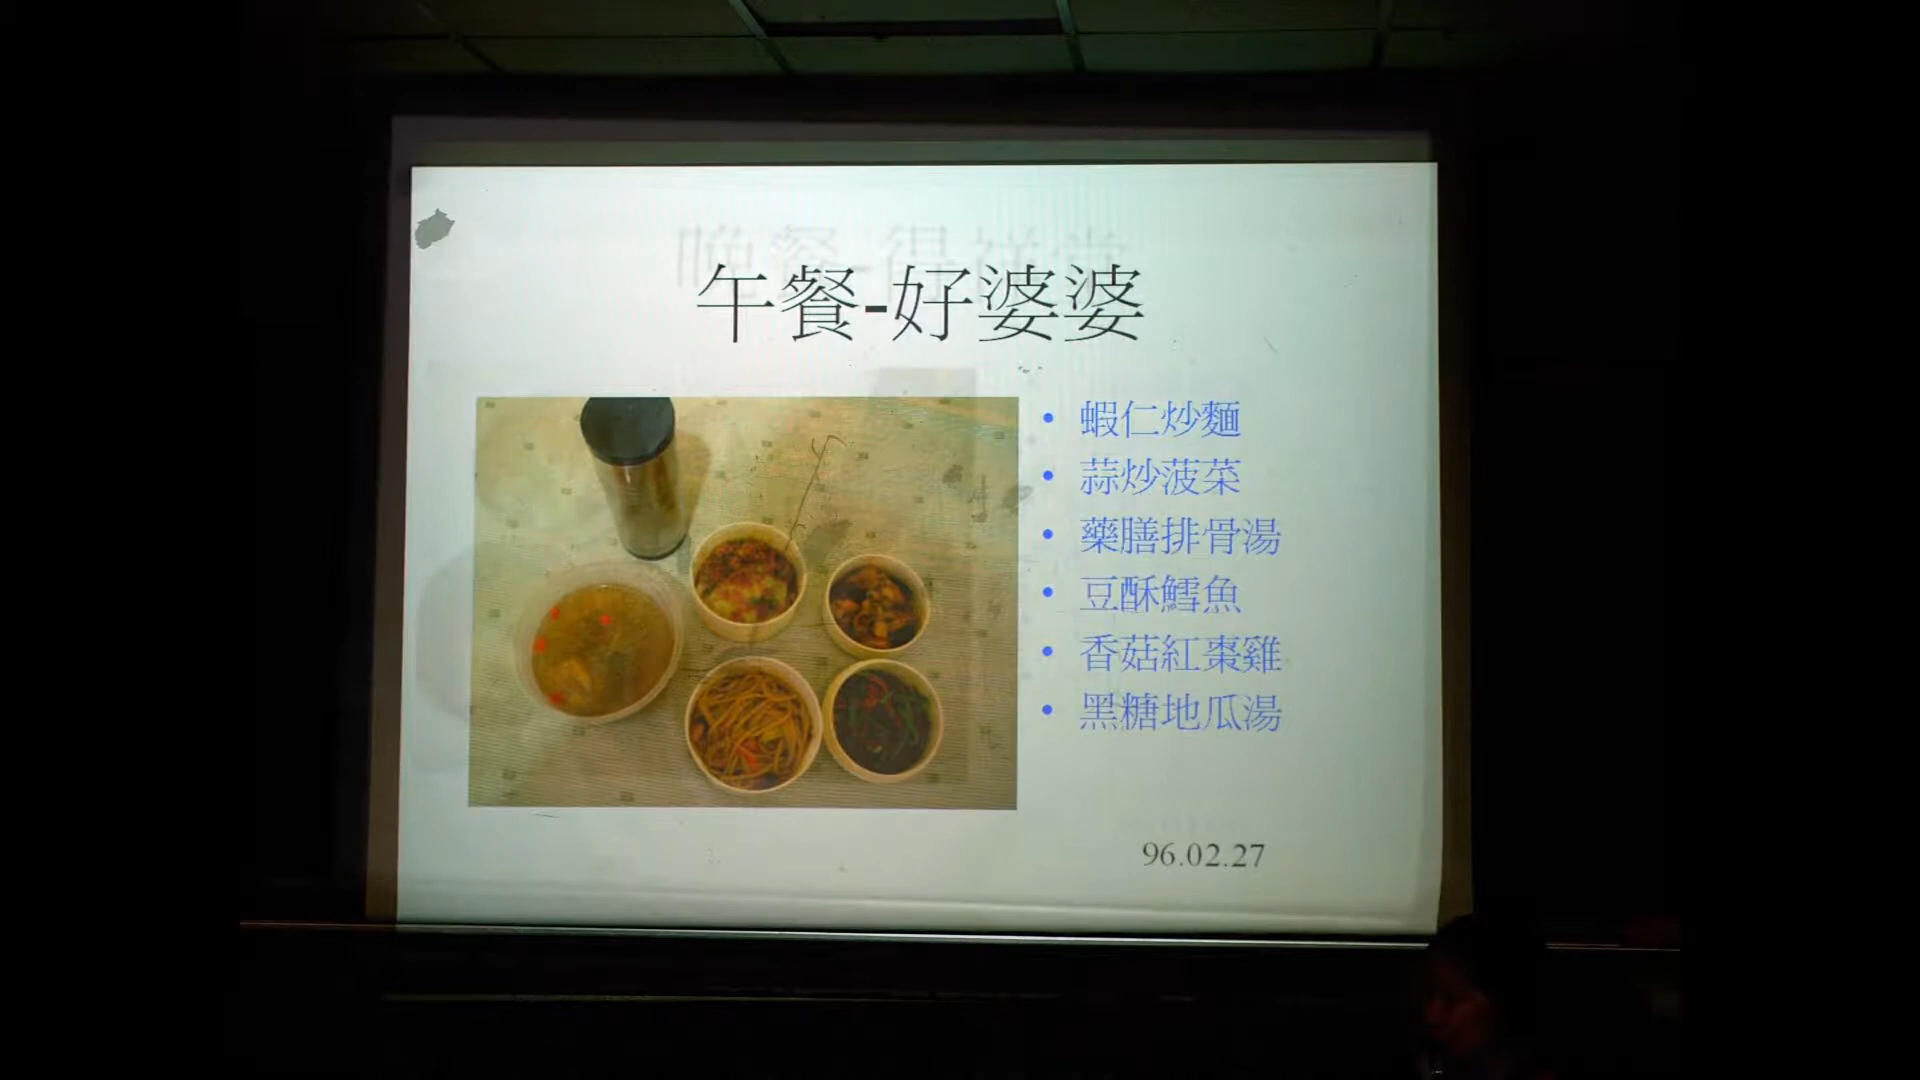 午餐-好婆婆
• 蝦仁炒麵
• 蒜炒菠菜
• 藥膳排骨湯
• 豆酥鱈魚
• 香菇紅棗雞
• 黑糖地瓜湯
96.02.27